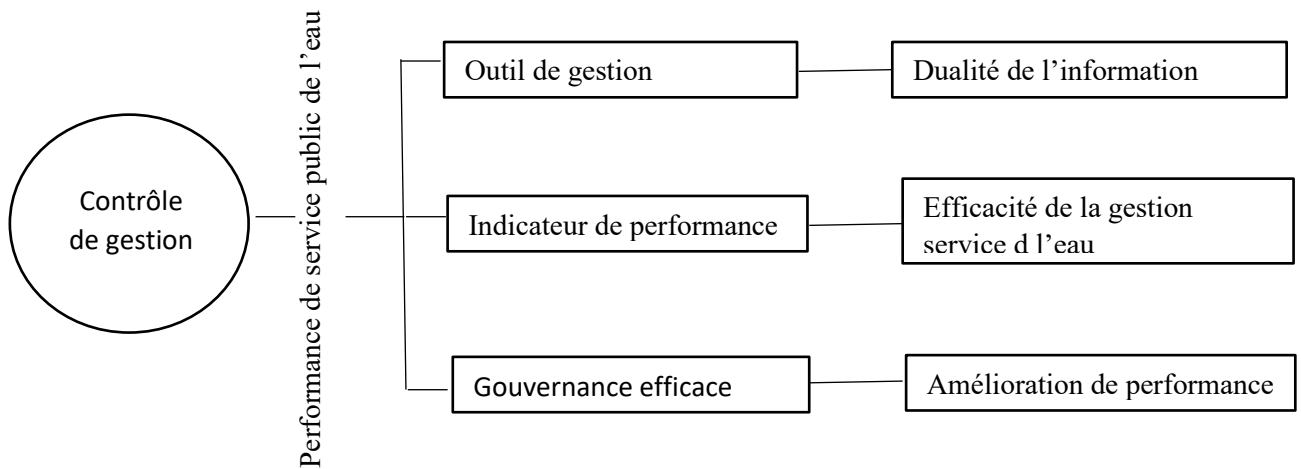 Contrôle
de gestion
Performance de service public de l’eau
Outil de gestion
Dualité de l’information
Indicateur de performance
Efficacité de la gestion
service d l’eau
Gouvernance efficace
Amélioration de performance